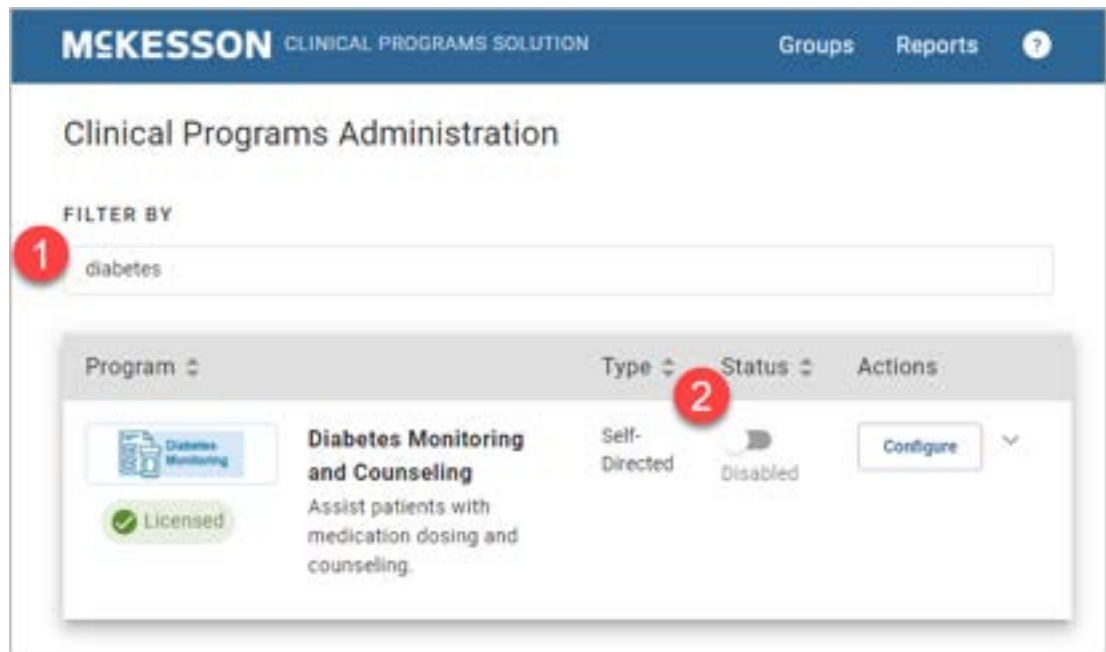 MCKESSON CLINICAL PROGRAMS SOLUTION Groups Reports ?
Clinical Programs Administration
FILTER BY
1
diabetes
Program Type Status Actions
2
Diabetes Monitoring
Diabetes Monitoring
and Counseling
Self-
Directed
Disabled
Configure
Licensed
Assist patients with
medication dosing and
counseling.